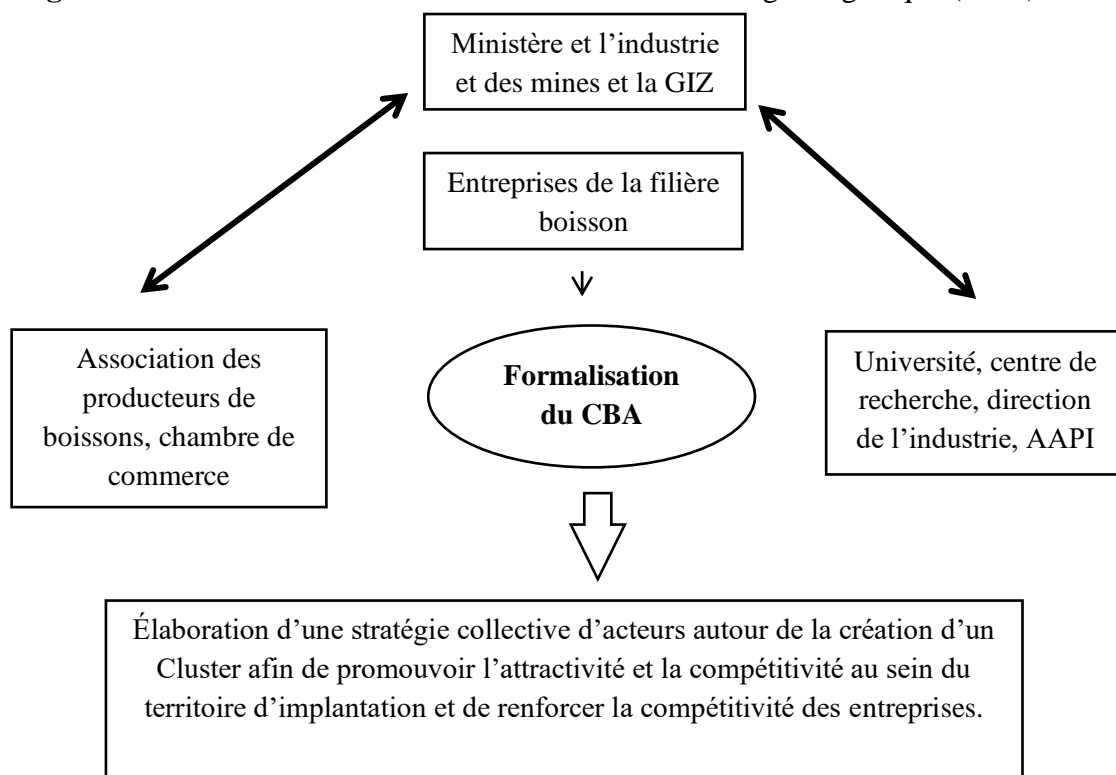 Ministère et l’industrie
et des mines et la GIZ
Entreprises de la filière
boisson
Association des
producteurs de
boissons, chambre de
commerce
Formalisation
du CBA
Université, centre de
recherche, direction
de l’industrie, AAPI
Élaboration d’une stratégie collective d’acteurs autour de la création d’un
Cluster afin de promouvoir l’attractivité et la compétitivité au sein du
territoire d’implantation et de renforcer la compétitivité des entreprises.